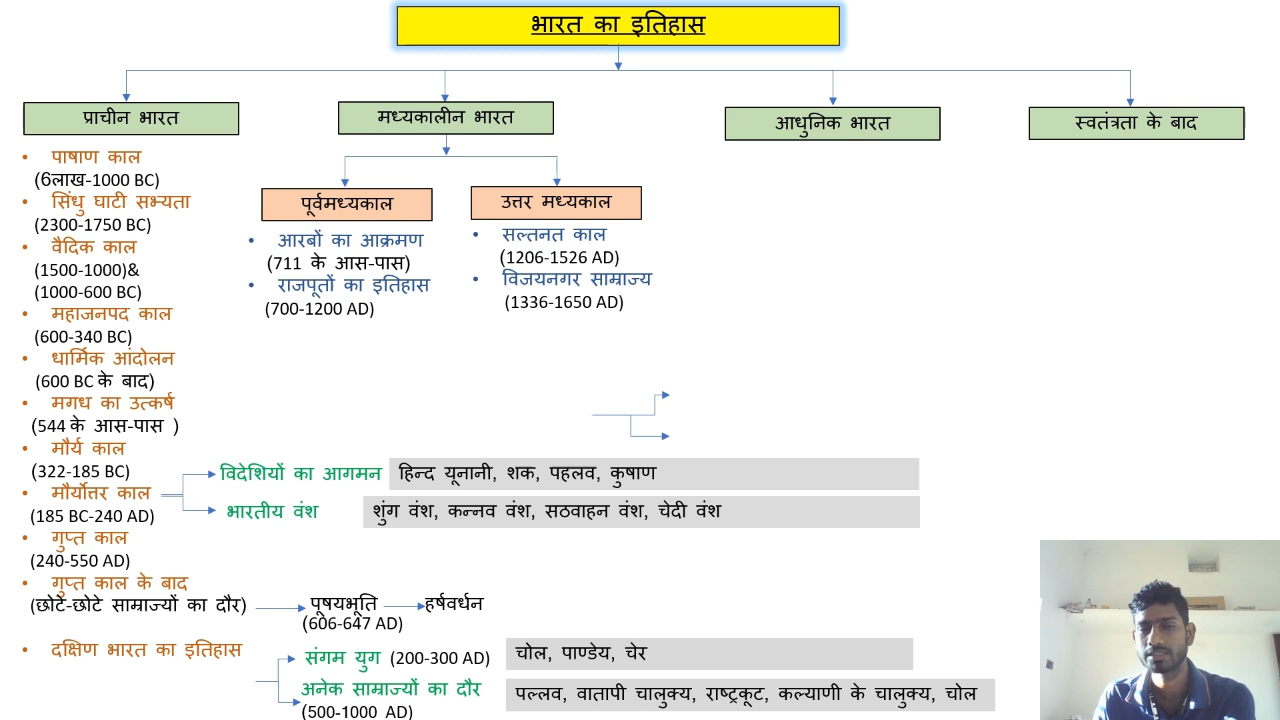 भारत का इतिहास
प्राचीन भारत
मध्यकालीन भारत
आधुनिक भारत
स्वतंत्रता के बाद
• पाषाण काल
(6लाख-1000 BC)
• सिंधु घाटी सभ्यता
(2300-1750 BC)
• वैदिक काल
(1500-1000)&
(1000-600 BC)
• महाजनपद काल
(600-340 BC)
• धार्मिक आंदोलन
(600 BC के बाद)
• मगध का उत्कर्ष
(544 के आस-पास )
• मौर्य काल
(322-185 BC)
• मौर्योत्तर काल
(185 BC-240 AD)
• गुप्त काल
(240-550 AD)
• गुप्त काल के बाद
(छोटे-छोटे साम्राज्यों का दौर)
• दक्षिण भारत का इतिहास
पूर्वमध्यकाल
• आरबों का आक्रमण
(711 के आस-पास)
• राजपूतों का इतिहास
(700-1200 AD)
उत्तर मध्यकाल
• सल्तनत काल
(1206-1526 AD)
• विजयनगर साम्राज्य
(1336-1650 AD)
विदेशियों का आगमन हिन्द यूनानी, शक, पहलव, कुषाण
भारतीय वंश शुंग वंश, कन्नव वंश, सठवाहन वंश, चेदी वंश
पूषयभूति हर्षवर्धन
(606-647 AD)
संगम युग (200-300 AD) चोल, पाण्डेय, चेर
अनेक साम्राज्यों का दौर पल्लव, वातापी चालुक्य, राष्ट्रकूट, कल्याणी के चालुक्य, चोल
(500-1000 AD)